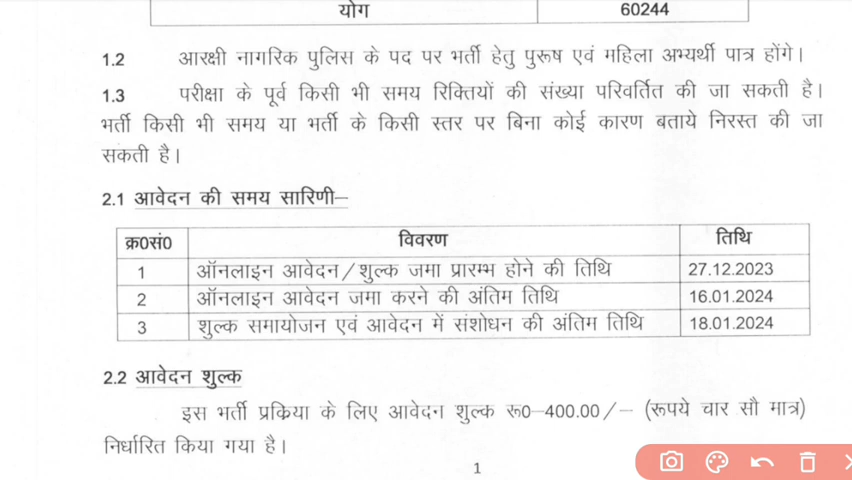 योग 60244
1.2 आरक्षी नागरिक पुलिस के पद पर भर्ती हेतु पुरूष एवं महिला अभ्यर्थी पात्र होंगे।
1.3 परीक्षा के पूर्व किसी भी समय रिक्तियों की संख्या परिवर्तित की जा सकती है।
भर्ती किसी भी समय या भर्ती के किसी स्तर पर बिना कोई कारण बताये निरस्त की जा
सकती है।
2.1 आवेदन की समय सारिणी–
क्र0सं0 विवरण तिथि
1 ऑनलाइन आवेदन/शुल्क जमा प्रारम्भ होने की तिथि 27.12.2023
2 ऑनलाइन आवेदन जमा करने की अंतिम तिथि 16.01.2024
3 शुल्क समायोजन एवं आवेदन में संशोधन की अंतिम तिथि 18.01.2024
2.2 आवेदन शुल्क
इस भर्ती प्रक्रिया के लिए आवेदन शुल्क रू0–400.00/– (रूपये चार सौ मात्र)
निर्धारित किया गया है।
1